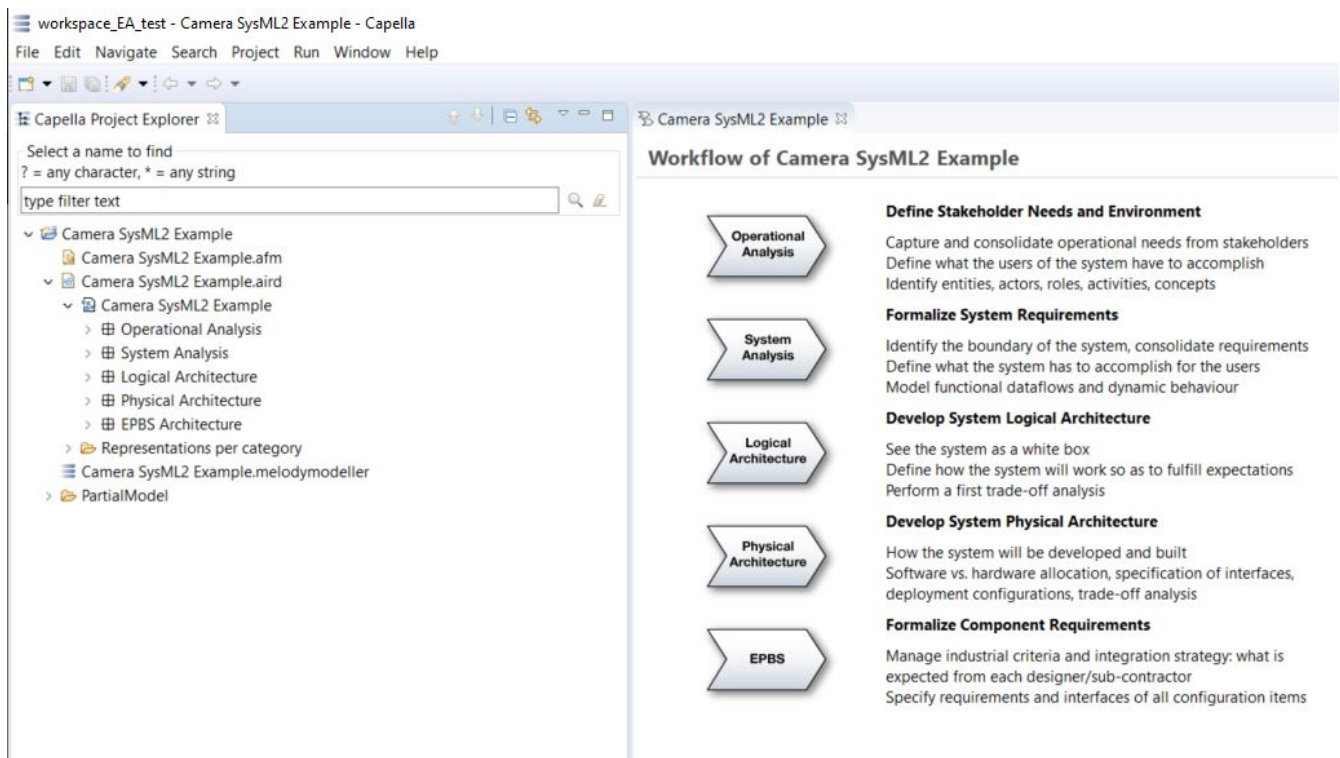 workspace_EA_test - Camera SysML2 Example - Capella
File Edit Navigate Search Project Run Window Help
Capella Project Explorer
Select a name to find
? = any character, * = any string
type filter text
Camera SysML2 Example
Camera SysML2 Example.afm
Camera SysML2 Example.aird
Camera SysML2 Example
Operational Analysis
System Analysis
Logical Architecture
Physical Architecture
EPBS Architecture
Representations per category
Camera SysML2 Example.melodymodeller
PartialModel
Camera SysML2 Example
Workflow of Camera SysML2 Example
Operational
Analysis
Define Stakeholder Needs and Environment
Capture and consolidate operational needs from stakeholders
Define what the users of the system have to accomplish
Identify entities, actors, roles, activities, concepts
System
Analysis
Formalize System Requirements
Identify the boundary of the system, consolidate requirements
Define what the system has to accomplish for the users
Model functional dataflows and dynamic behaviour
Logical
Architecture
Develop System Logical Architecture
See the system as a white box
Define how the system will work so as to fulfill expectations
Perform a first trade-off analysis
Physical
Architecture
Develop System Physical Architecture
How the system will be developed and built
Software vs. hardware allocation, specification of interfaces,
deployment configurations, trade-off analysis
EPBS
Formalize Component Requirements
Manage industrial criteria and integration strategy: what is
expected from each designer/sub-contractor
Specify requirements and interfaces of all configuration items